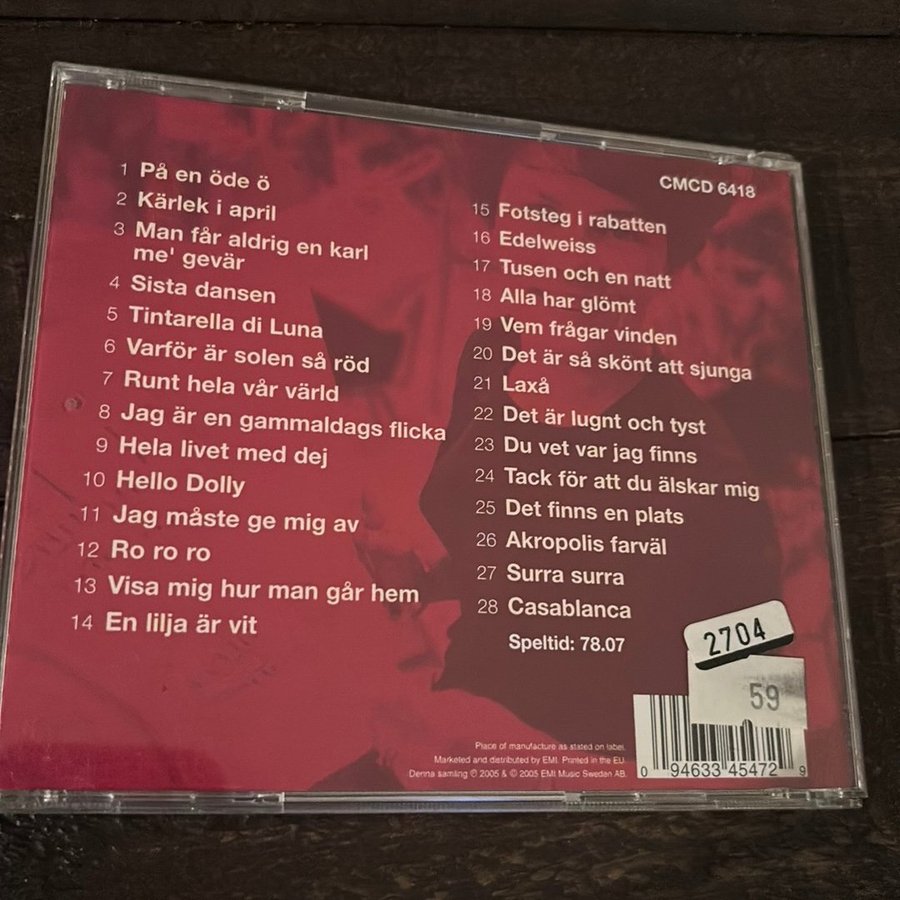 CMCD 6418
1 På en öde ö
2 Kärlek i april
3 Man får aldrig en karl
me' gevär
4 Sista dansen
5 Tintarella di Luna
6 Varför är solen så röd
7 Runt hela vår värld
8 Jag är en gammaldags flicka
9 Hela livet med dej
10 Hello Dolly
11 Jag måste ge mig av
12 Ro ro ro
13 Visa mig hur man går hem
14 En lilja är vit
15 Fotsteg i rabatten
16 Edelweiss
17 Tusen och en natt
18 Alla har glömt
19 Vem frågar vinden
20 Det är så skönt att sjunga
21 Laxå
22 Det är lugnt och tyst
23 Du vet var jag finns
24 Tack för att du älskar mig
25 Det finns en plats
26 Akropolis farväl
27 Surra surra
28 Casablanca
Speltid: 78.07
2704
59
Place of manufacture as stated on label.
Marketed and distributed by EMI. Printed in the EU.
Denna samling ℗ 2005 & © 2005 EMI Music Sweden AB.
0 94633 45472 9